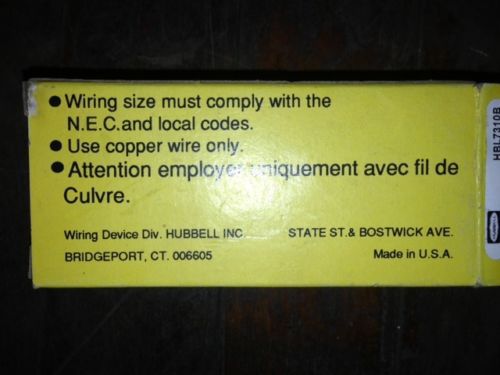 ● Wiring size must comply with the
N.E.C.and local codes.
● Use copper wire only.
● Attention employer uniquement avec fil de
Culvre.
Wiring Device Div. HUBBELL INC STATE ST.& BOSTWICK AVE.
BRIDGEPORT, CT. 006605 Made in U.S.A.
HBL7310B